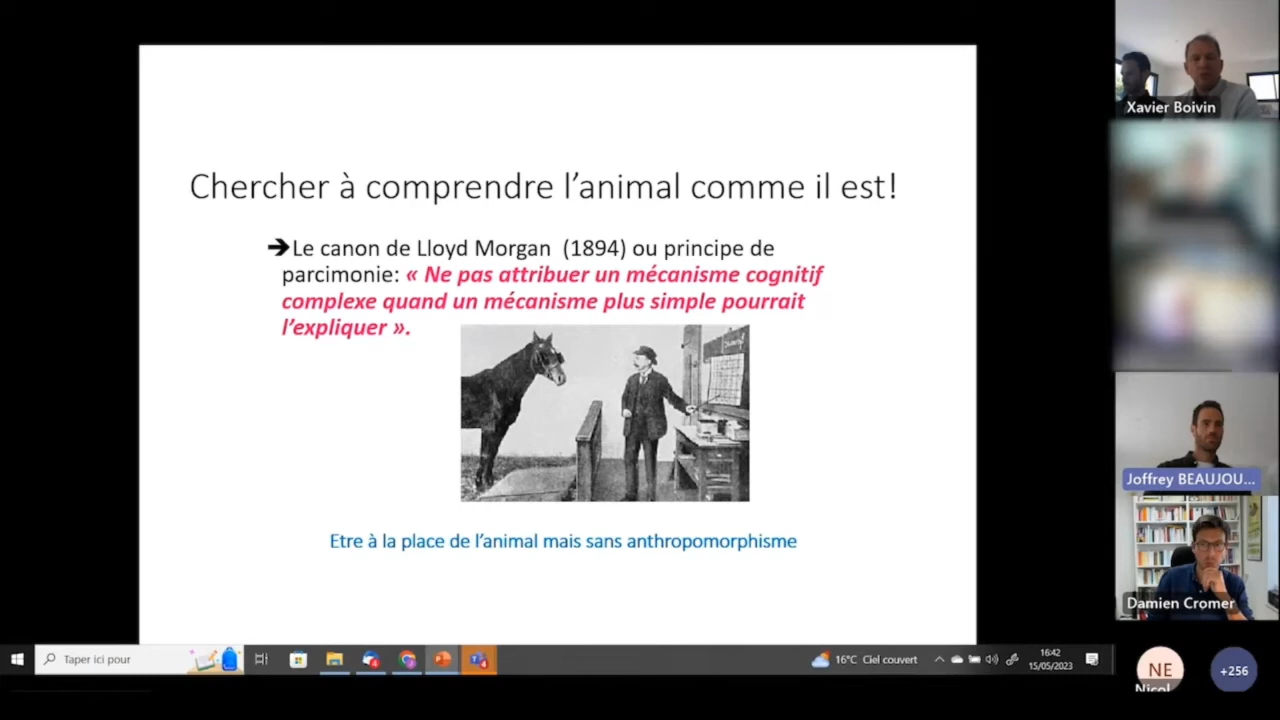 Chercher à comprendre l’animal comme il est!
➔Le canon de Lloyd Morgan (1894) ou principe de
parcimonie: « Ne pas attribuer un mécanisme cognitif
complexe quand un mécanisme plus simple pourrait
l’expliquer ».
Etre à la place de l’animal mais sans anthropomorphisme
Xavier Boivin
Joffrey BEAUJOU...
Damien Cromer
NE
Nicol
+256
Taper ici pour
16°C Ciel couvert
16:42
15/05/2023